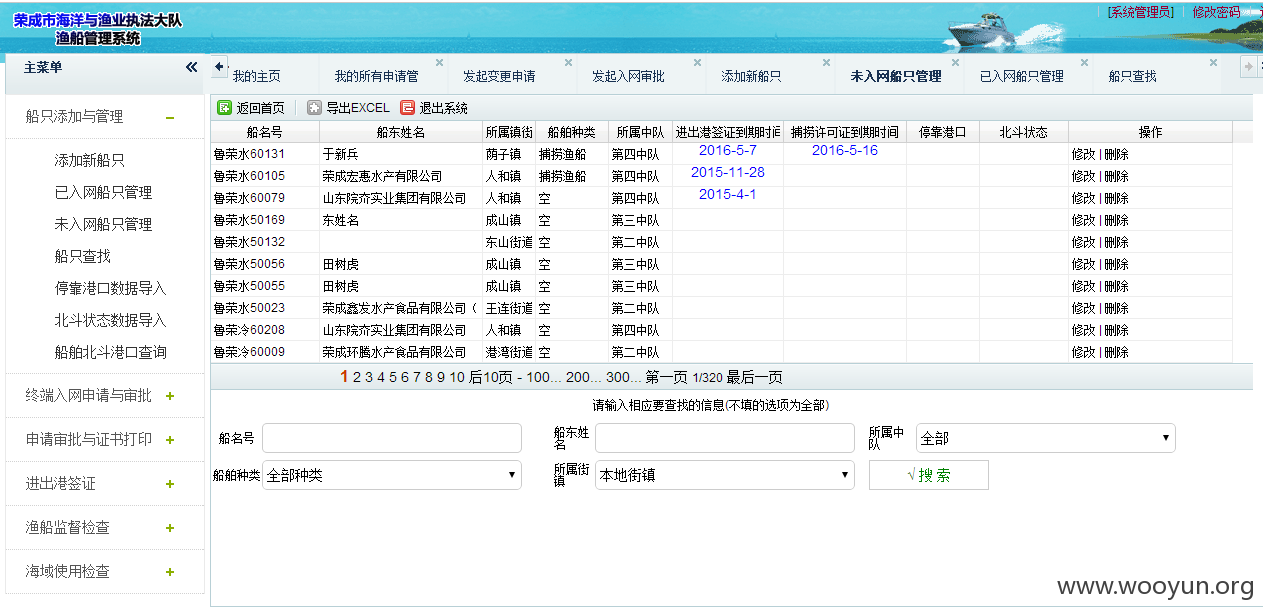 荣成市海洋与渔业执法大队
渔船管理系统
[系统管理员] 修改密码
主菜单
我的主页 我的所有申请管 发起变更申请 发起入网审批 添加新船只 未入网船只管理 已入网船只管理 船只查找
返回首页 导出EXCEL 退出系统
船只添加与管理
添加新船只
已入网船只管理
未入网船只管理
船只查找
停靠港口数据导入
北斗状态数据导入
船舶北斗港口查询
终端入网申请与审批
申请审批与证书打印
进出港签证
渔船监督检查
海域使用检查
船名号 船东姓名 所属镇街 船舶种类 所属中队 进出港签证到期时间 捕捞许可证到期时间 停靠港口 北斗状态 操作
鲁荣水60131 于新兵 荫子镇 捕捞渔船 第四中队 2016-5-7 2016-5-16 修改 | 删除
鲁荣水60105 荣成宏惠水产有限公司 人和镇 捕捞渔船 第四中队 2015-11-28 修改 | 删除
鲁荣水60079 山东院夼实业集团有限公司 人和镇 空 第四中队 2015-4-1 修改 | 删除
鲁荣水50169 东姓名 成山镇 空 第三中队 修改 | 删除
鲁荣水50132 东山街道 空 第二中队 修改 | 删除
鲁荣水50056 田树虎 成山镇 空 第三中队 修改 | 删除
鲁荣水50055 田树虎 成山镇 空 第三中队 修改 | 删除
鲁荣水50023 荣成鑫发水产食品有限公司（ 王连街道 空 第二中队 修改 | 删除
鲁荣冷60208 山东院夼实业集团有限公司 人和镇 空 第四中队 修改 | 删除
鲁荣冷60009 荣成环腾水产食品有限公司 港湾街道 空 第二中队 修改 | 删除
1 2 3 4 5 6 7 8 9 10 后10页 - 100... 200... 300... 第一页 1/320 最后一页
请输入相应要查找的信息(不填的选项为全部)
船名号 船东姓名 所属中队 全部
船舶种类 全部种类 所属街镇 本地街镇 √搜索
www.wooyun.org